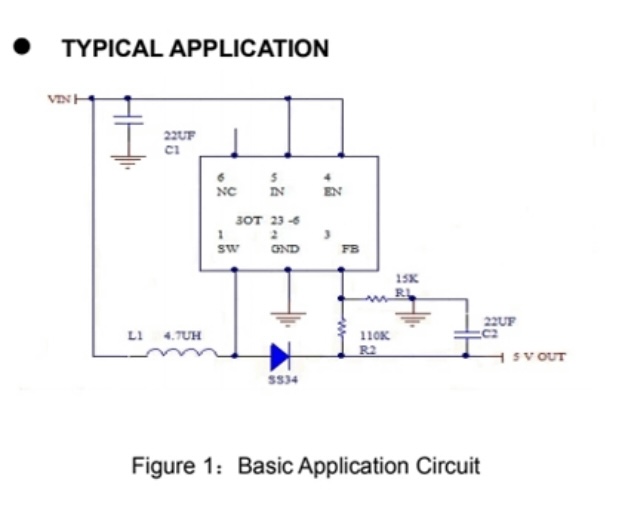 ● TYPICAL APPLICATION
VIN
22UF
C1
6 5 4
NC IN EN
SOT 23-6
1 2 3
SW GND FB
15K
R1
L1 4.7UH
110K
R2
22UF
C2
SS34
5 V OUT
Figure 1: Basic Application Circuit